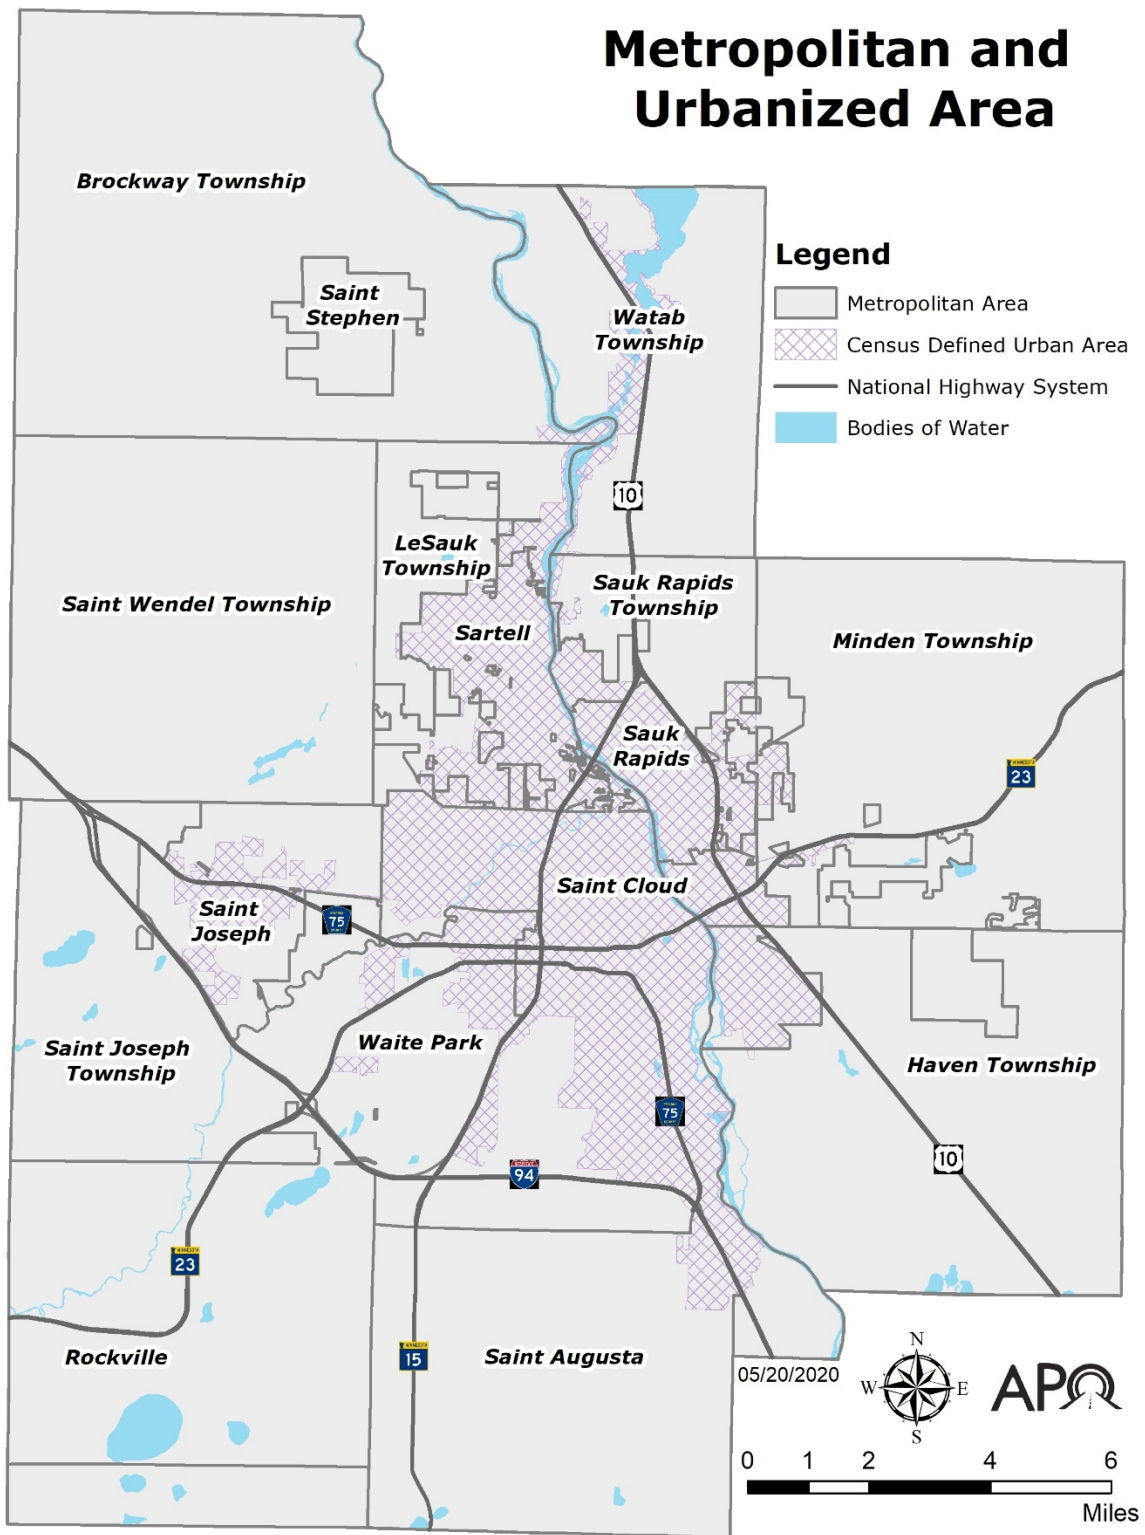 Metropolitan and
Urbanized Area
Brockway Township
Saint
Stephen
Watab
Township
Legend
Metropolitan Area
Census Defined Urban Area
National Highway System
Bodies of Water
10
LeSauk
Township
Sauk Rapids
Township
Saint Wendel Township
Sartell
Minden Township
Sauk
Rapids
23
Saint Cloud
Saint
Joseph
75
Waite Park
Saint Joseph
Township
Haven Township
75
10
94
23
15
Rockville
Saint Augusta
05/20/2020
N
W
E
S
APO
0 1 2 4 6
Miles